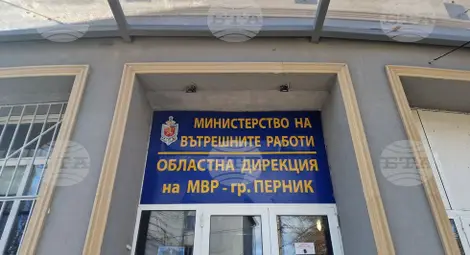 МИНИСТЕРСТВО НА
ВЪТРЕШНИТЕ РАБОТИ
ОБЛАСТНА ДИРЕКЦИЯ
на МВР - гр. ПЕРНИК